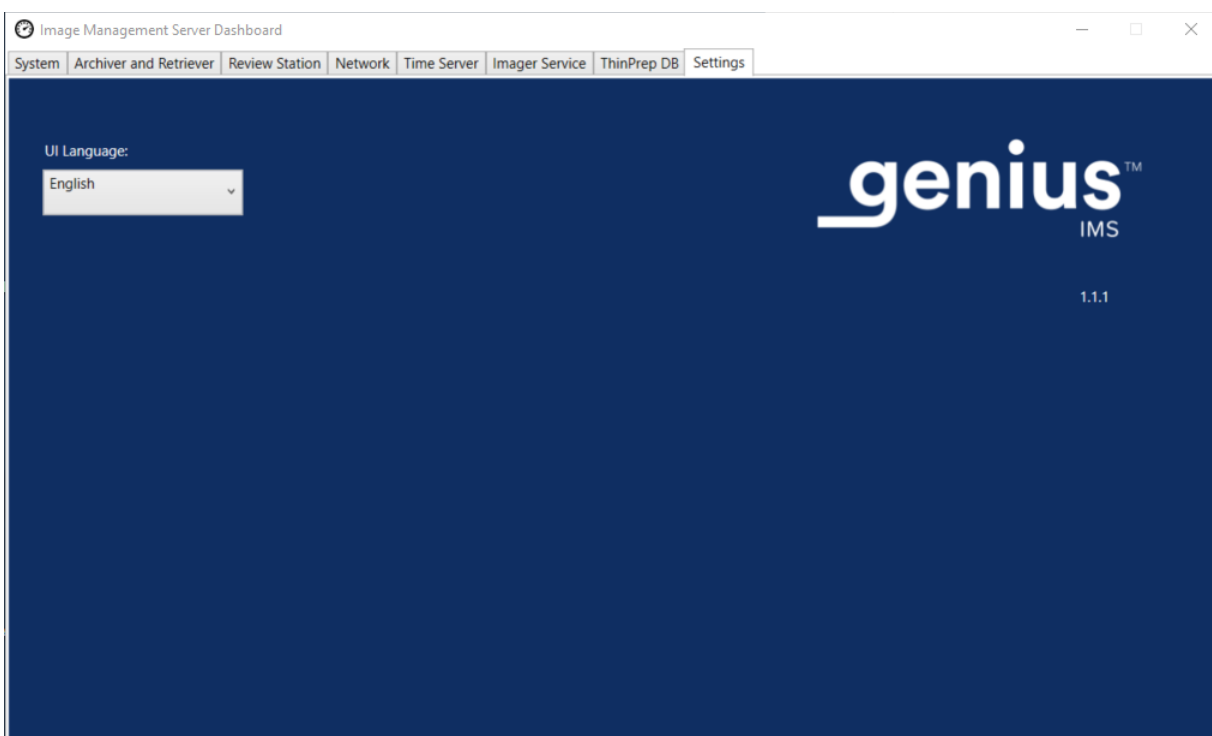 Image Management Server Dashboard
System Archiver and Retriever Review Station Network Time Server Imager Service ThinPrep DB Settings
UI Language:
English
genius™
IMS
1.1.1